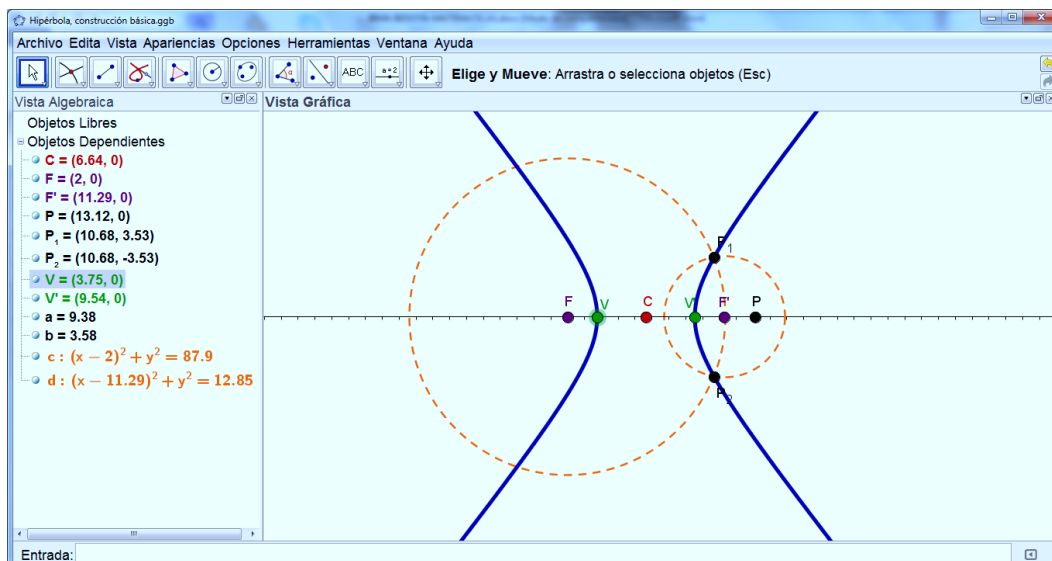 Hipérbola, construcción básica.ggb
Archivo Edita Vista Apariencias Opciones Herramientas Ventana Ayuda
ABC a=2 Elige y Mueve: Arrastra o selecciona objetos (Esc)
Vista Algebraica
Vista Gráfica
Objetos Libres
Objetos Dependientes
C = (6.64, 0)
F = (2, 0)
F' = (11.29, 0)
P = (13.12, 0)
P₁ = (10.68, 3.53)
P₂ = (10.68, -3.53)
V = (3.75, 0)
V' = (9.54, 0)
a = 9.38
b = 3.58
c : (x − 2)² + y² = 87.9
d : (x − 11.29)² + y² = 12.85
P₁
F V C V' F' P
P₂
Entrada: